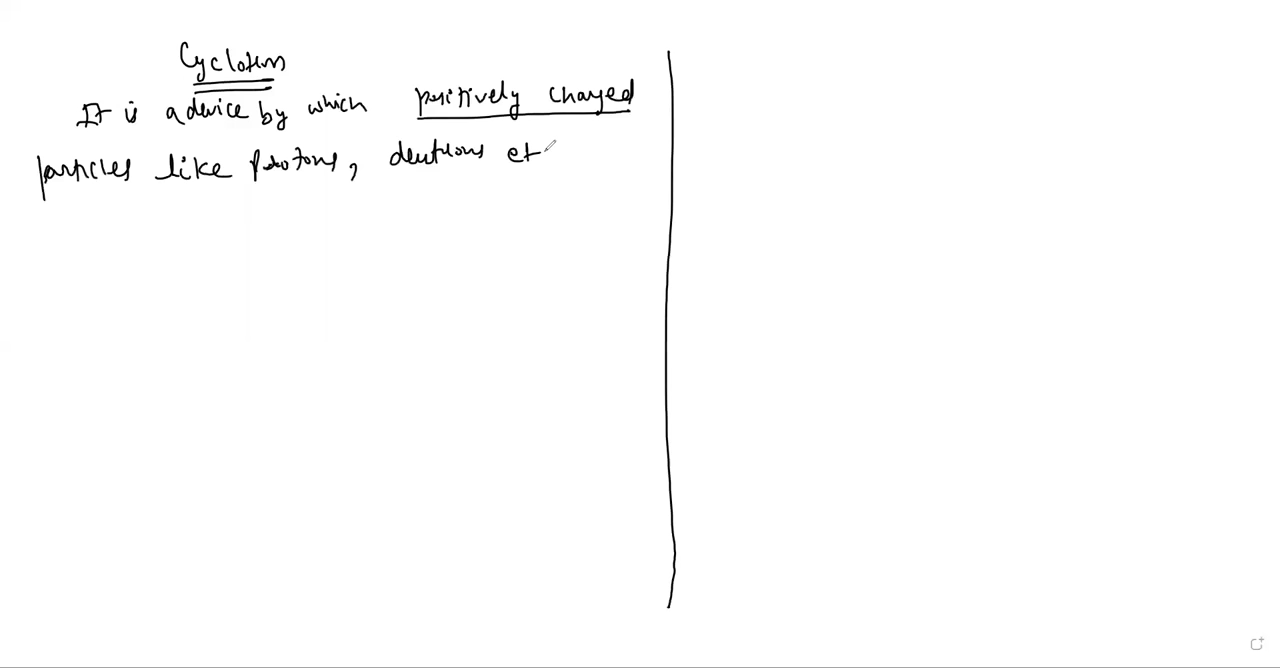 Cyclotron
It is a device by which positively charged
particles like protons, deutrons et